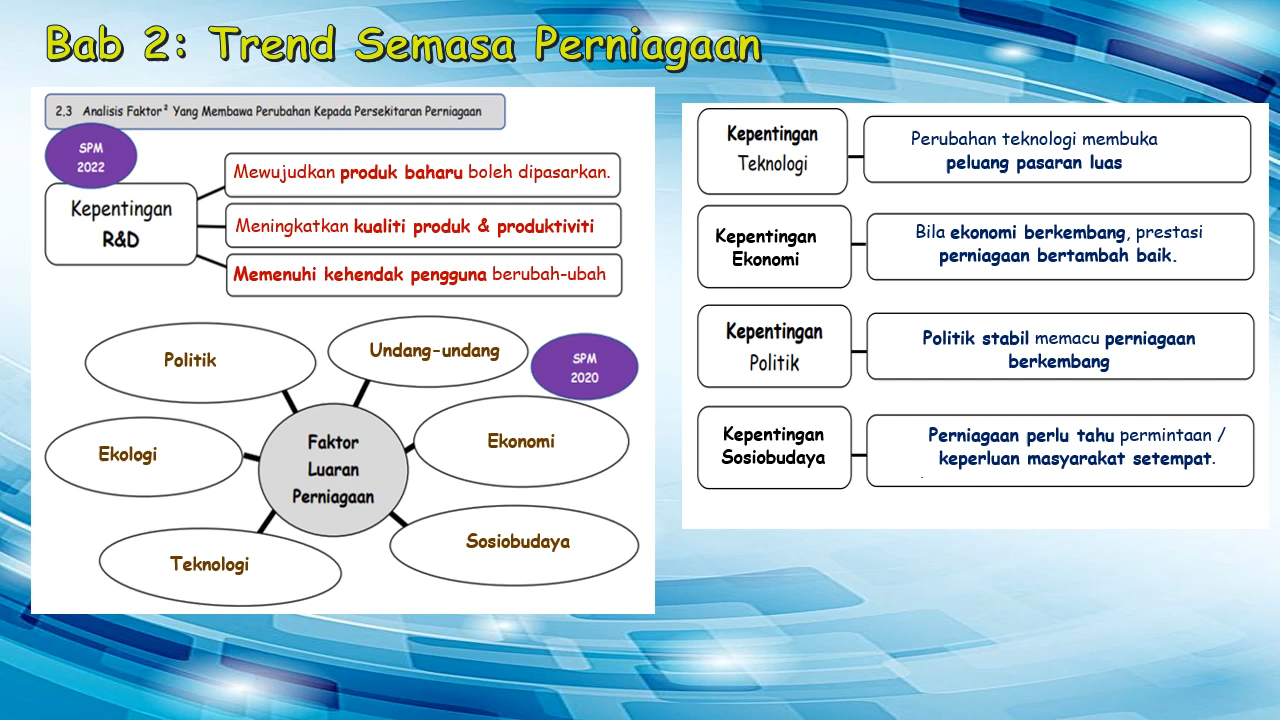 Bab 2: Trend Semasa Perniagaan
2.3 Analisis Faktor² Yang Membawa Perubahan Kepada Persekitaran Perniagaan
SPM
2022
Kepentingan
R&D
Mewujudkan produk baharu boleh dipasarkan.
Meningkatkan kualiti produk & produktiviti
Memenuhi kehendak pengguna berubah-ubah
Politik
Undang-undang
SPM
2020
Ekologi
Faktor
Luaran
Perniagaan
Ekonomi
Teknologi
Sosiobudaya
Kepentingan
Teknologi
Perubahan teknologi membuka
peluang pasaran luas
Kepentingan
Ekonomi
Bila ekonomi berkembang, prestasi
perniagaan bertambah baik.
Kepentingan
Politik
Politik stabil memacu perniagaan
berkembang
Kepentingan
Sosiobudaya
Perniagaan perlu tahu permintaan /
keperluan masyarakat setempat.
.